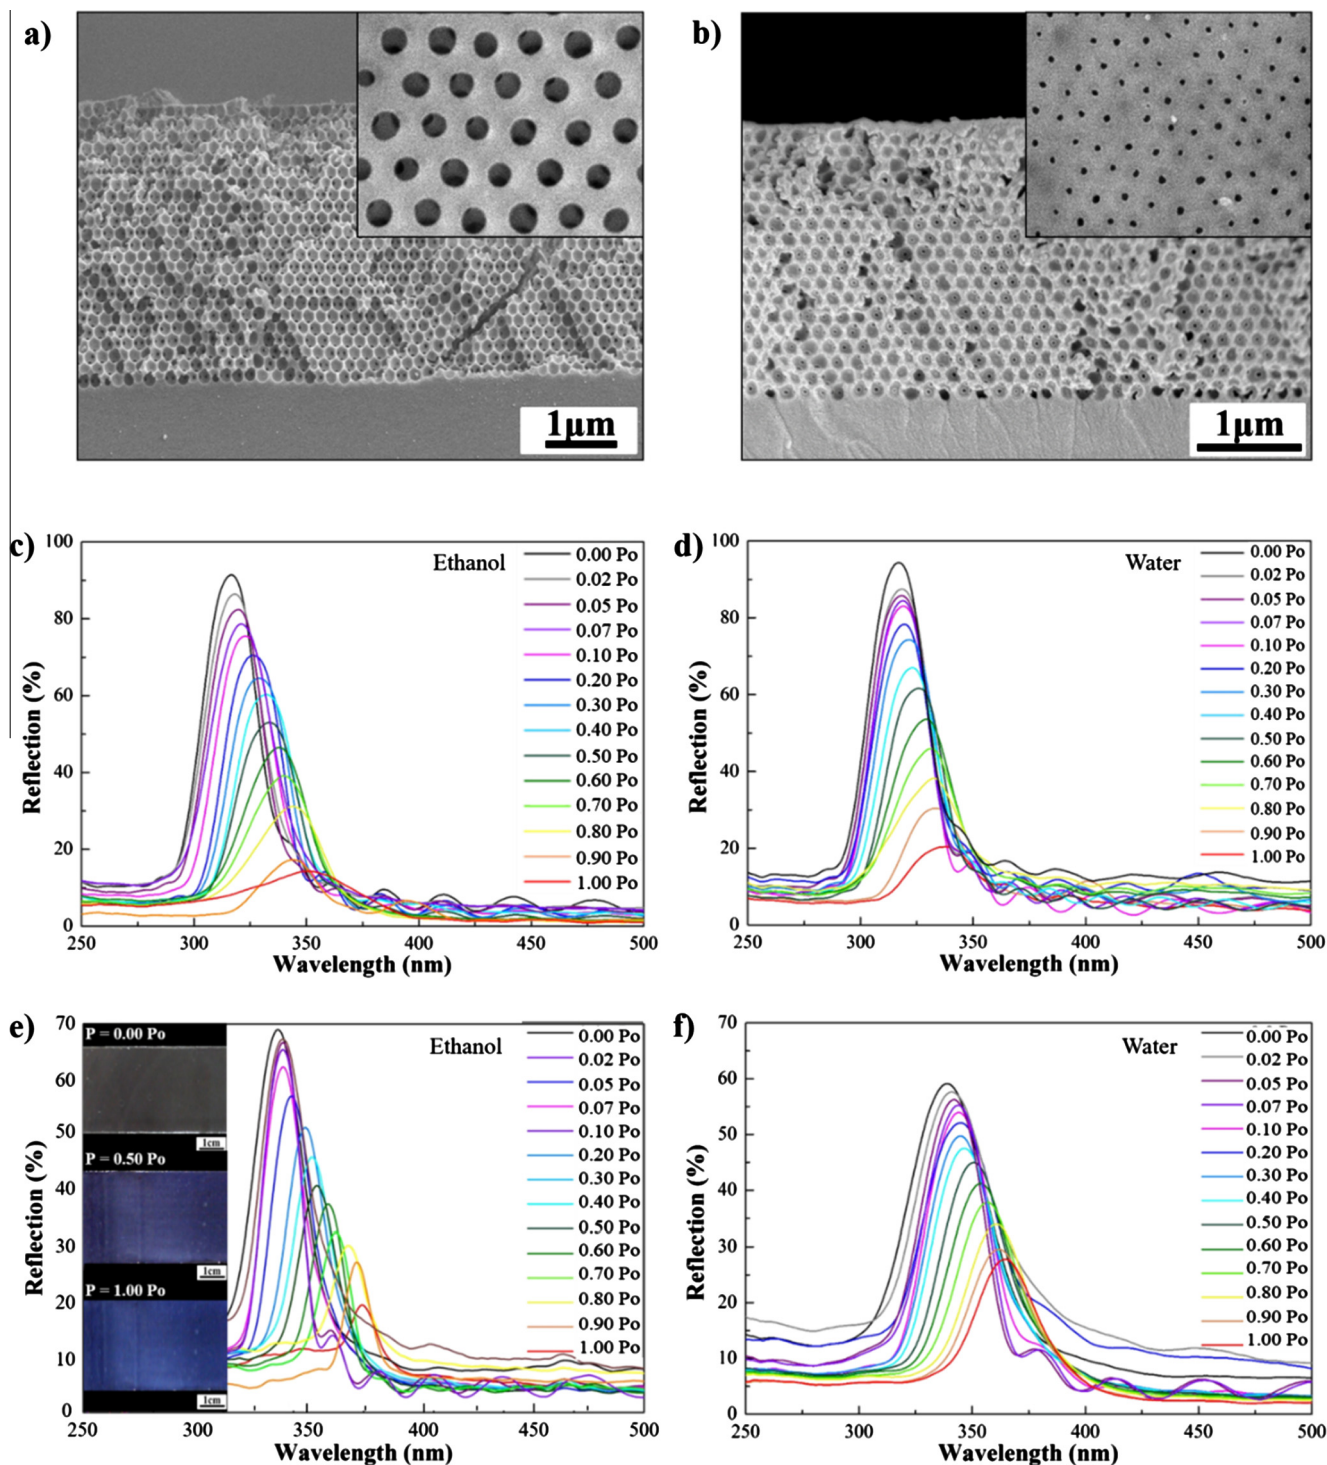 a)
1μm
b)
1μm
c)
Reflection (%)
100
80
60
40
20
0
250
300
350
400
450
500
Wavelength (nm)
Ethanol
0.00 Po
0.02 Po
0.05 Po
0.07 Po
0.10 Po
0.20 Po
0.30 Po
0.40 Po
0.50 Po
0.60 Po
0.70 Po
0.80 Po
0.90 Po
1.00 Po
d)
Reflection (%)
100
80
60
40
20
0
250
300
350
400
450
500
Wavelength (nm)
Water
0.00 Po
0.02 Po
0.05 Po
0.07 Po
0.10 Po
0.20 Po
0.30 Po
0.40 Po
0.50 Po
0.60 Po
0.70 Po
0.80 Po
0.90 Po
1.00 Po
e)
Reflection (%)
70
60
50
40
30
20
10
0
250
300
350
400
450
500
Wavelength (nm)
P = 0.00 Po
1cm
P = 0.50 Po
1cm
P = 1.00 Po
1cm
Ethanol
0.00 Po
0.02 Po
0.05 Po
0.07 Po
0.10 Po
0.20 Po
0.30 Po
0.40 Po
0.50 Po
0.60 Po
0.70 Po
0.80 Po
0.90 Po
1.00 Po
f)
Reflection (%)
70
60
50
40
30
20
10
0
250
300
350
400
450
500
Wavelength (nm)
Water
0.00 Po
0.02 Po
0.05 Po
0.07 Po
0.10 Po
0.20 Po
0.30 Po
0.40 Po
0.50 Po
0.60 Po
0.70 Po
0.80 Po
0.90 Po
1.00 Po